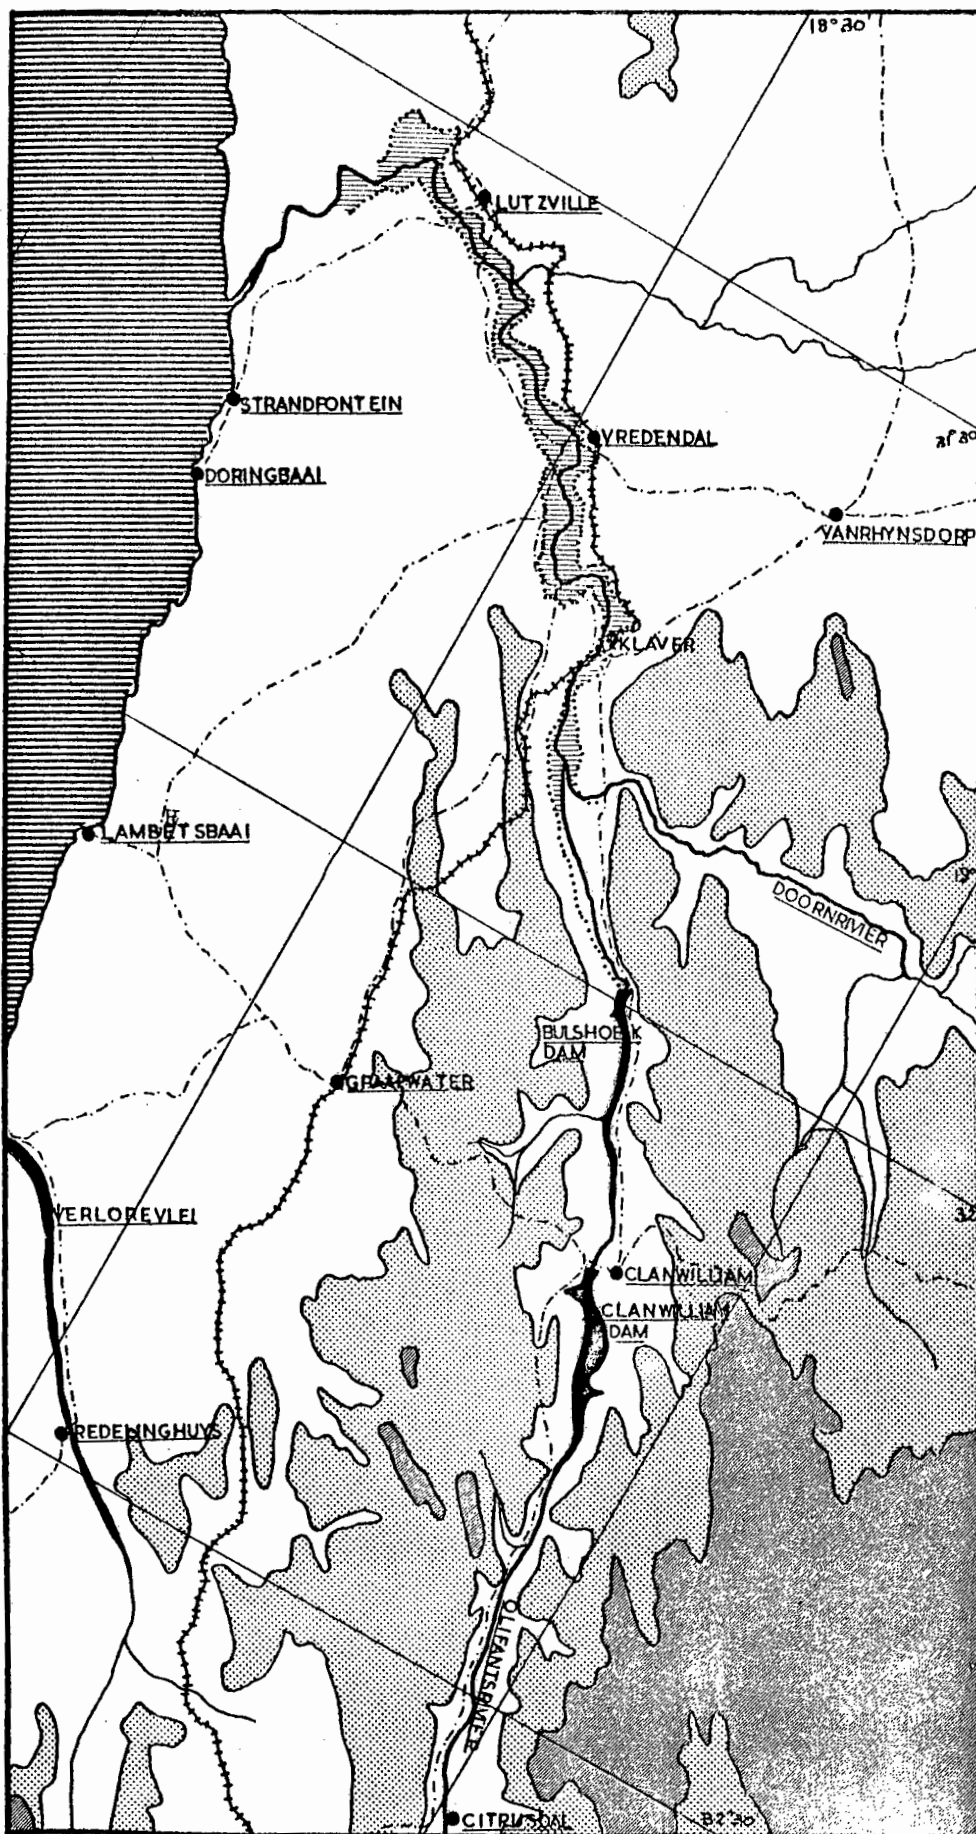 18°30'
LUTZVILLE
STRANDFONTEIN
VREDENDAL
DORINGBAAI
VANRHYNSDORP
KLAVER
LAMBETSBAAI
DOORNRIVIER
BULSHOEK
DAM
GRAAFWATER
VERLOREVLEI
CLANWILLIAM
CLANWILLIAM
DAM
REDELINGHUYS
OLIFANTSRIVIER
CITRUSDAL
32°30